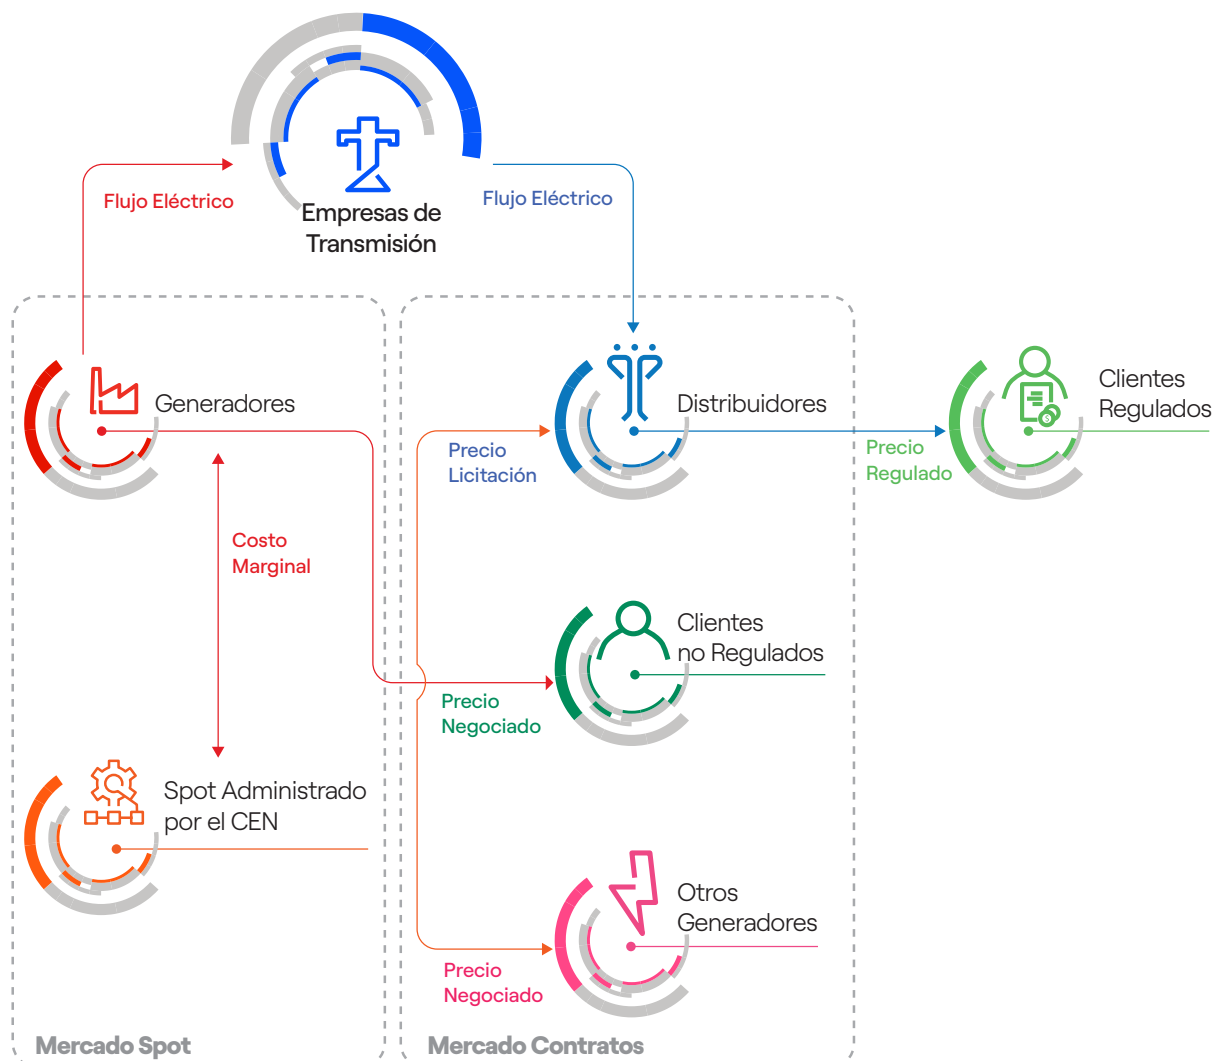 Flujo Eléctrico
Flujo Eléctrico
Empresas de
Transmisión
Generadores
Distribuidores
Clientes
Regulados
Precio
Licitación
Precio
Regulado
Costo
Marginal
Clientes
no Regulados
Precio
Negociado
Spot Administrado
por el CEN
Otros
Generadores
Precio
Negociado
Mercado Spot
Mercado Contratos